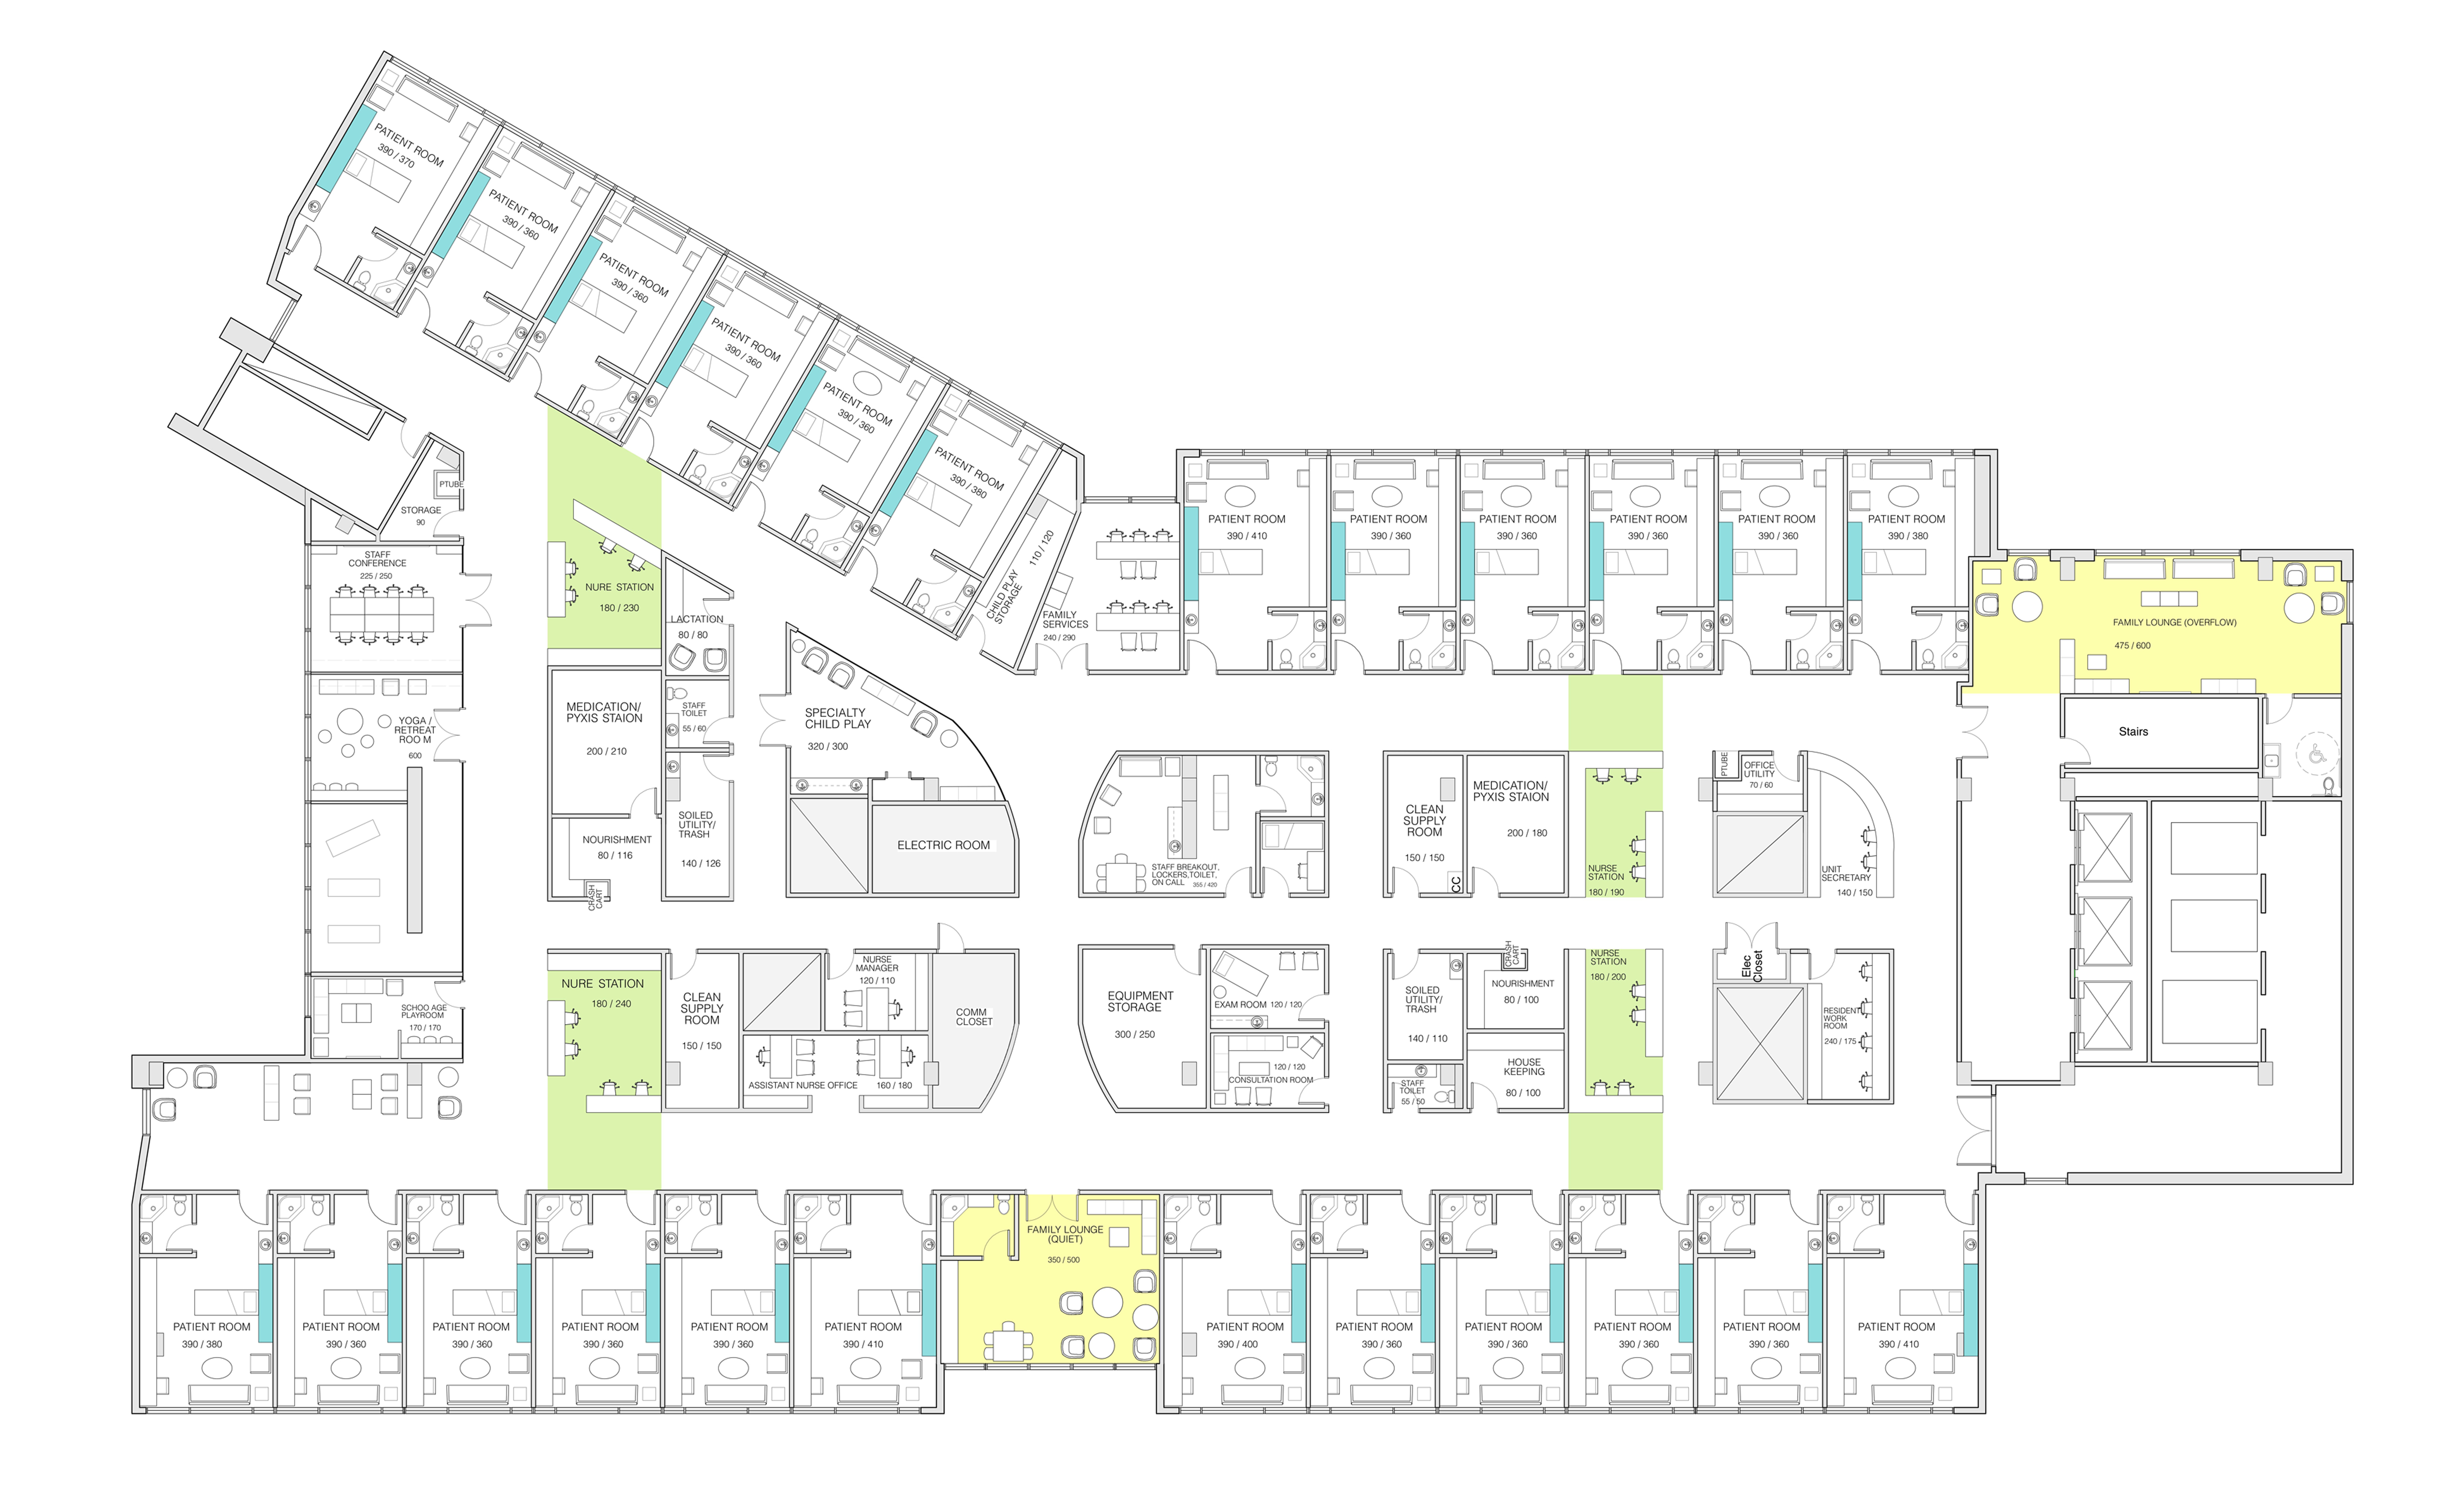 PATIENT ROOM
390 / 370
PATIENT ROOM
390 / 360
PATIENT ROOM
390 / 360
PATIENT ROOM
390 / 360
PATIENT ROOM
390 / 360
PATIENT ROOM
390 / 380
PTUBE
STORAGE
90
STAFF
CONFERENCE
225 / 250
NURE STATION
180 / 230
LACTATION
80 / 80
CHILD PLAY
STORAGE
110 / 120
FAMILY
SERVICES
240 / 290
PATIENT ROOM
390 / 410
PATIENT ROOM
390 / 360
PATIENT ROOM
390 / 360
PATIENT ROOM
390 / 360
PATIENT ROOM
390 / 360
PATIENT ROOM
390 / 380
FAMILY LOUNGE (OVERFLOW)
475 / 600
YOGA /
RETREAT
ROO M
600
MEDICATION/
PYXIS STAION
200 / 210
STAFF
TOILET
55 / 60
SPECIALTY
CHILD PLAY
320 / 300
Stairs
NOURISHMENT
80 / 116
CRASH
CART
SOILED
UTILITY/
TRASH
140 / 126
ELECTRIC ROOM
STAFF BREAKOUT,
LOCKERS,TOILET,
ON CALL 355 / 420
CLEAN
SUPPLY
ROOM
150 / 150
CC
MEDICATION/
PYXIS STAION
200 / 180
NURSE
STATION
180 / 190
PTUBE
OFFICE
UTILITY
70 / 60
UNIT
SECRETARY
140 / 150
SCHOO AGE
PLAYROOM
170 / 170
NURE STATION
180 / 240
CLEAN
SUPPLY
ROOM
150 / 150
NURSE
MANAGER
120 / 110
ASSISTANT NURSE OFFICE 160 / 180
COMM
CLOSET
EQUIPMENT
STORAGE
300 / 250
EXAM ROOM 120 / 120
120 / 120
CONSULTATION ROOM
SOILED
UTILITY/
TRASH
140 / 110
STAFF
TOILET
55 / 50
CRASH
CART
NOURISHMENT
80 / 100
HOUSE
KEEPING
80 / 100
NURSE
STATION
180 / 200
Elec
Closet
RESIDENT
WORK
ROOM
240 / 175
PATIENT ROOM
390 / 380
PATIENT ROOM
390 / 360
PATIENT ROOM
390 / 360
PATIENT ROOM
390 / 360
PATIENT ROOM
390 / 360
PATIENT ROOM
390 / 410
FAMILY LOUNGE
(QUIET)
350 / 500
PATIENT ROOM
390 / 400
PATIENT ROOM
390 / 360
PATIENT ROOM
390 / 360
PATIENT ROOM
390 / 360
PATIENT ROOM
390 / 360
PATIENT ROOM
390 / 410